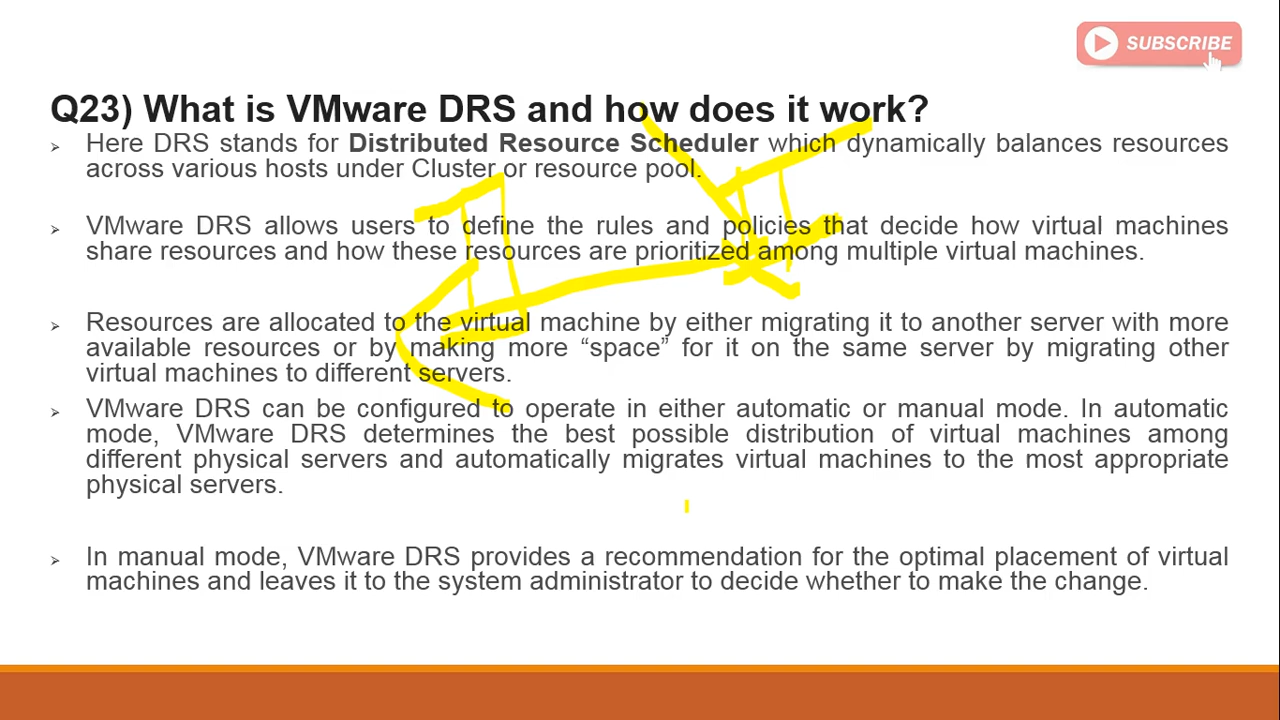 SUBSCRIBE
Q23) What is VMware DRS and how does it work?
Here DRS stands for Distributed Resource Scheduler which dynamically balances resources
across various hosts under Cluster or resource pool.
VMware DRS allows users to define the rules and policies that decide how virtual machines
share resources and how these resources are prioritized among multiple virtual machines.
Resources are allocated to the virtual machine by either migrating it to another server with more
available resources or by making more “space” for it on the same server by migrating other
virtual machines to different servers.
VMware DRS can be configured to operate in either automatic or manual mode. In automatic
mode, VMware DRS determines the best possible distribution of virtual machines among
different physical servers and automatically migrates virtual machines to the most appropriate
physical servers.
In manual mode, VMware DRS provides a recommendation for the optimal placement of virtual
machines and leaves it to the system administrator to decide whether to make the change.